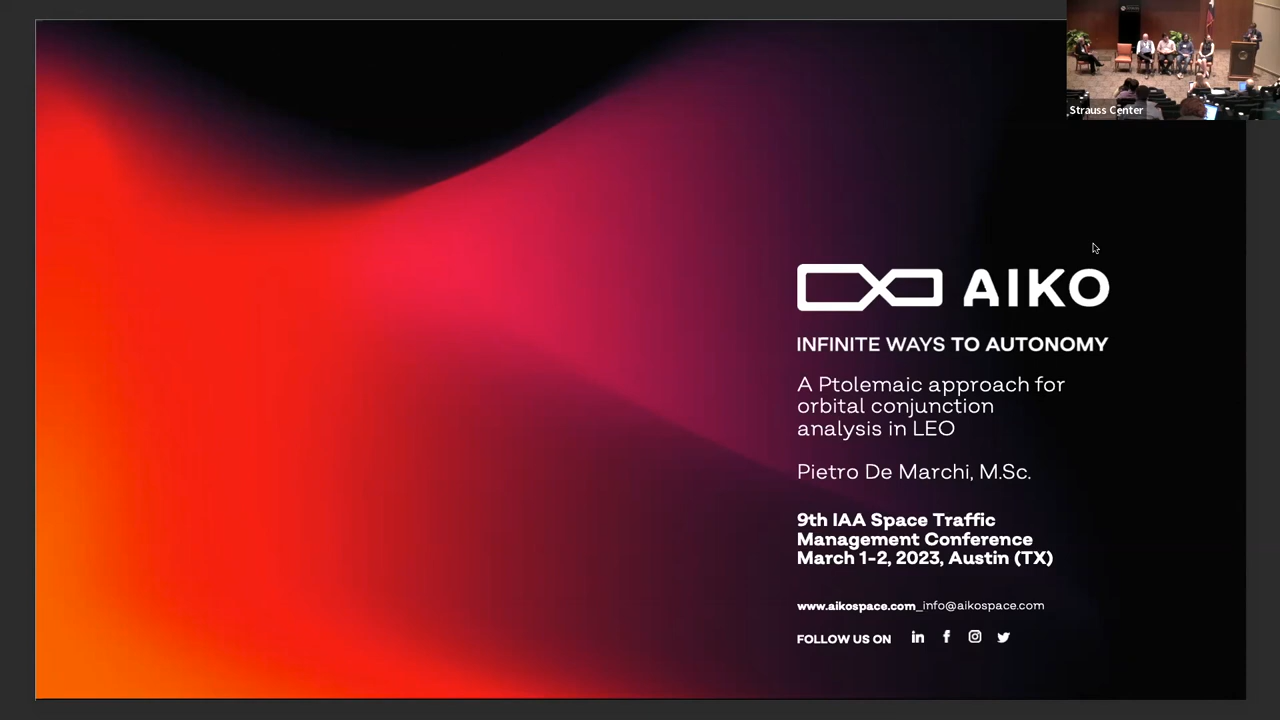 Strauss Center
AIKO
INFINITE WAYS TO AUTONOMY
A Ptolemaic approach for
orbital conjunction
analysis in LEO
Pietro De Marchi, M.Sc.
9th IAA Space Traffic
Management Conference
March 1-2, 2023, Austin (TX)
www.aikospace.com_info@aikospace.com
FOLLOW US ON